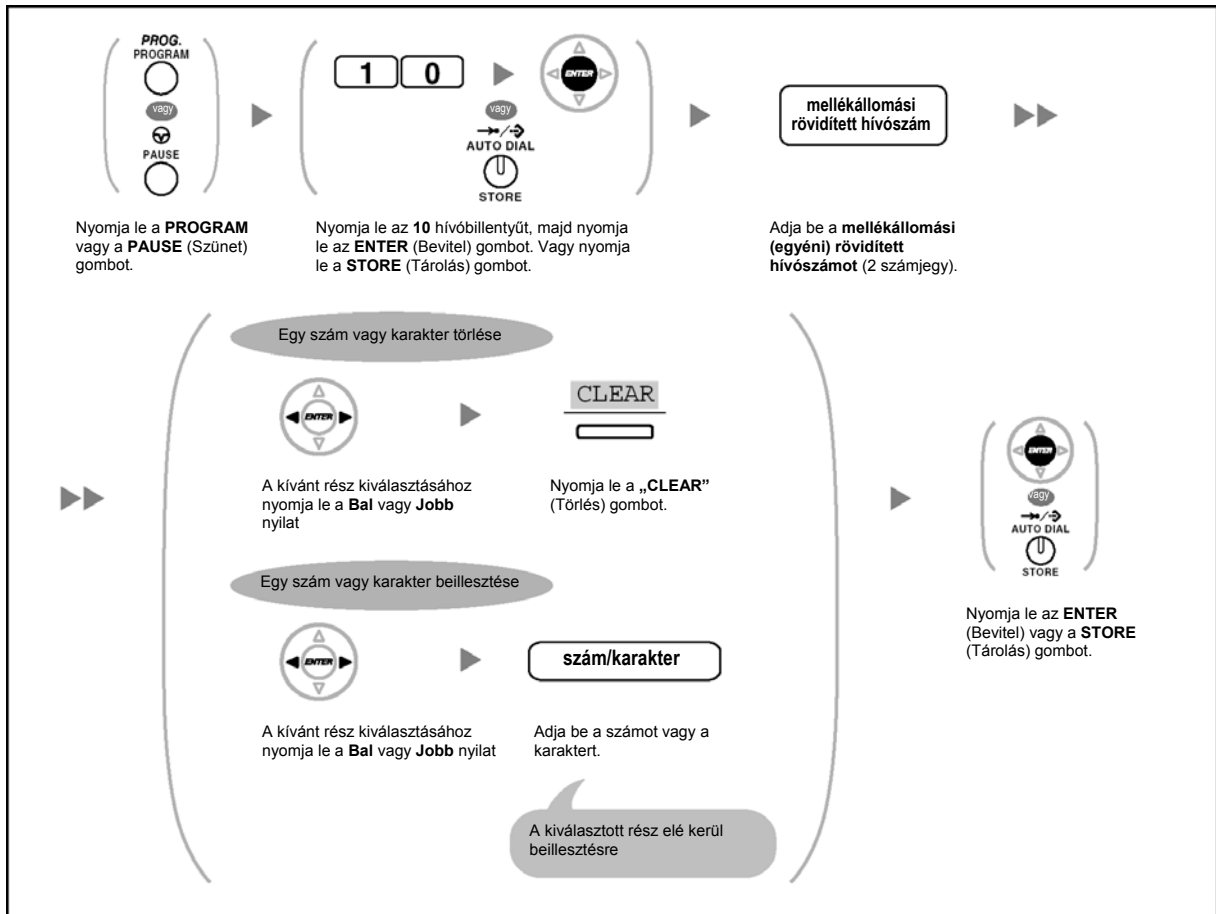 PROG.
PROGRAM
vagy
PAUSE
1 0
ENTER
vagy
AUTO DIAL
STORE
mellékállomási
rövidített hívószám
Nyomja le a PROGRAM
vagy a PAUSE (Szünet)
gombot.
Nyomja le az 10 hívóbillentyűt, majd nyomja
le az ENTER (Bevitel) gombot. Vagy nyomja
le a STORE (Tárolás) gombot.
Adja be a mellékállomási
(egyéni) rövidített
hívószámot (2 számjegy).
Egy szám vagy karakter törlése
ENTER
CLEAR
A kívánt rész kiválasztásához
nyomja le a Bal vagy Jobb
nyilat
Nyomja le a „CLEAR”
(Törlés) gombot.
Egy szám vagy karakter beillesztése
ENTER
szám/karakter
A kívánt rész kiválasztásához
nyomja le a Bal vagy Jobb nyilat
Adja be a számot vagy a
karaktert.
A kiválasztott rész elé kerül
beillesztésre
ENTER
vagy
AUTO DIAL
STORE
Nyomja le az ENTER
(Bevitel) vagy a STORE
(Tárolás) gombot.